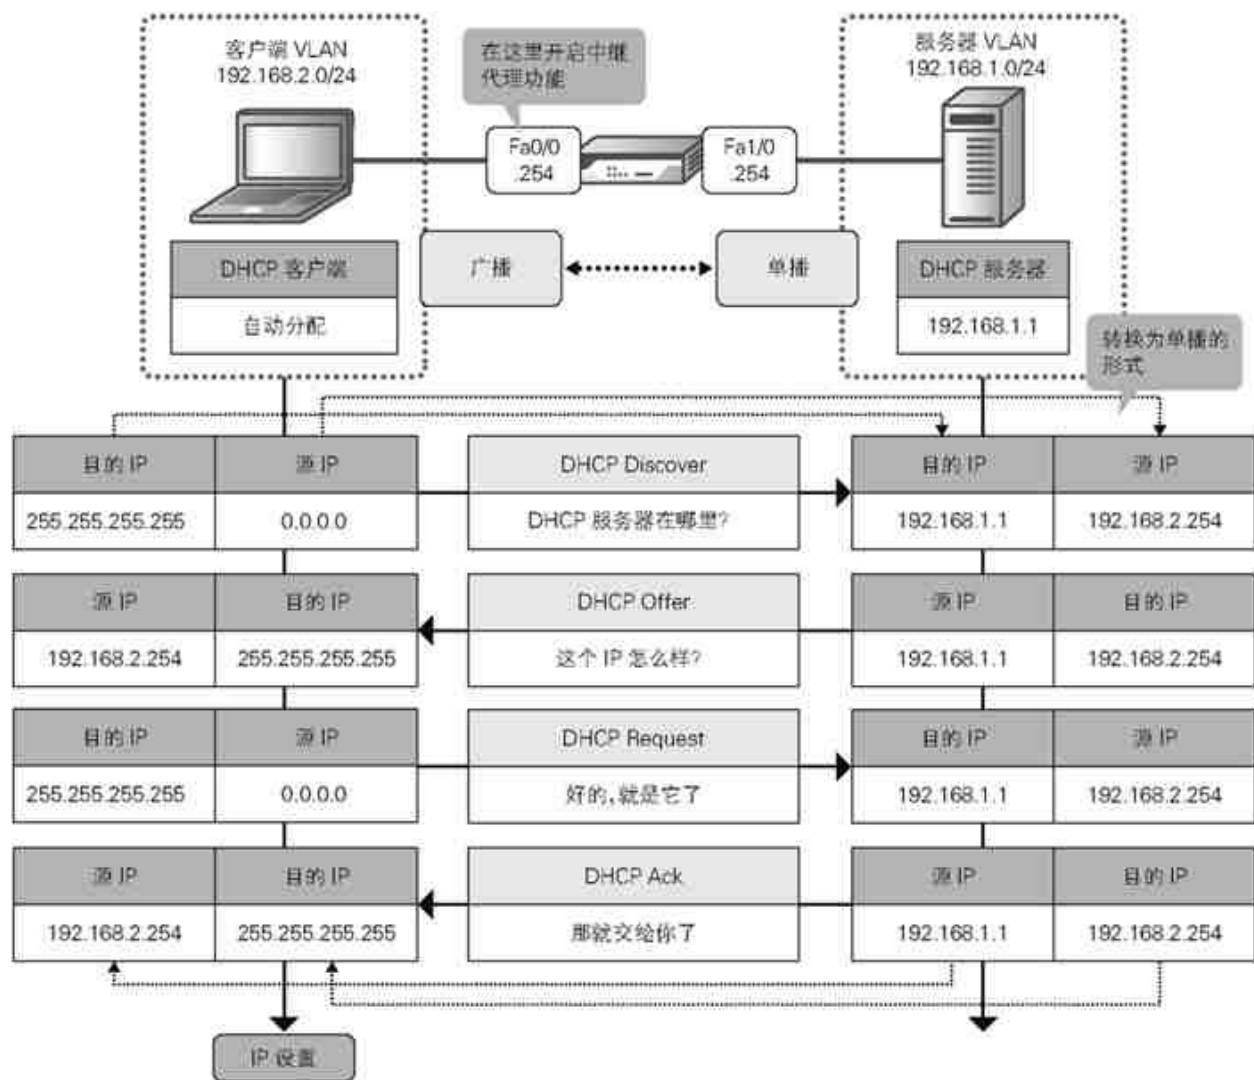 客户端 VLAN
192.168.2.0/24
在这里开启中继
代理功能
服务器 VLAN
192.168.1.0/24
Fa0/0
.254
Fa1/0
.254
DHCP 客户端
自动分配
广播
单播
DHCP 服务器
192.168.1.1
转换为单播的
形式
目的 IP 源 IP DHCP Discover 目的 IP 源 IP
255.255.255.255 0.0.0.0 DHCP 服务器在哪里? 192.168.1.1 192.168.2.254
源 IP 目的 IP DHCP Offer 源 IP 目的 IP
192.168.2.254 255.255.255.255 这个 IP 怎么样? 192.168.1.1 192.168.2.254
目的 IP 源 IP DHCP Request 目的 IP 源 IP
255.255.255.255 0.0.0.0 好的,就是它了 192.168.1.1 192.168.2.254
源 IP 目的 IP DHCP Ack 源 IP 目的 IP
192.168.2.254 255.255.255.255 那就交给你了 192.168.1.1 192.168.2.254
IP 设置